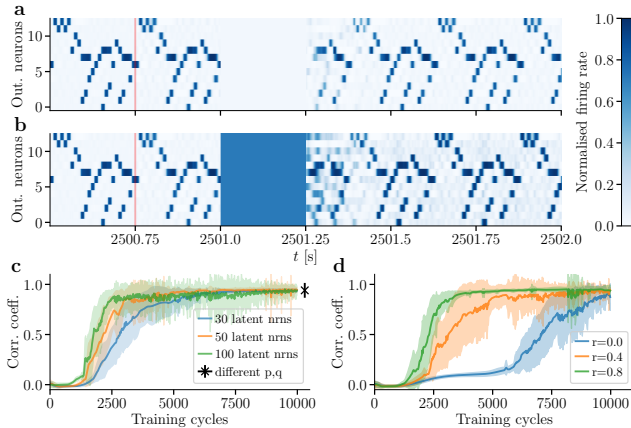 a
Out. neurons
10
5
0
b
Out. neurons
10
5
0
2500.75
2501.0
2501.25
2501.5
2501.75
2502.0
t [s]
1.0
0.8
0.6
0.4
0.2
0.0
Normalised firing rate
c
Corr. coeff.
1.0
0.5
0.0
30 latent nrns
50 latent nrns
100 latent nrns
different p,q
0
2500
5000
7500
10000
Training cycles
d
Corr. coeff.
1.0
0.5
0.0
r=0.0
r=0.4
r=0.8
0
2500
5000
7500
10000
Training cycles